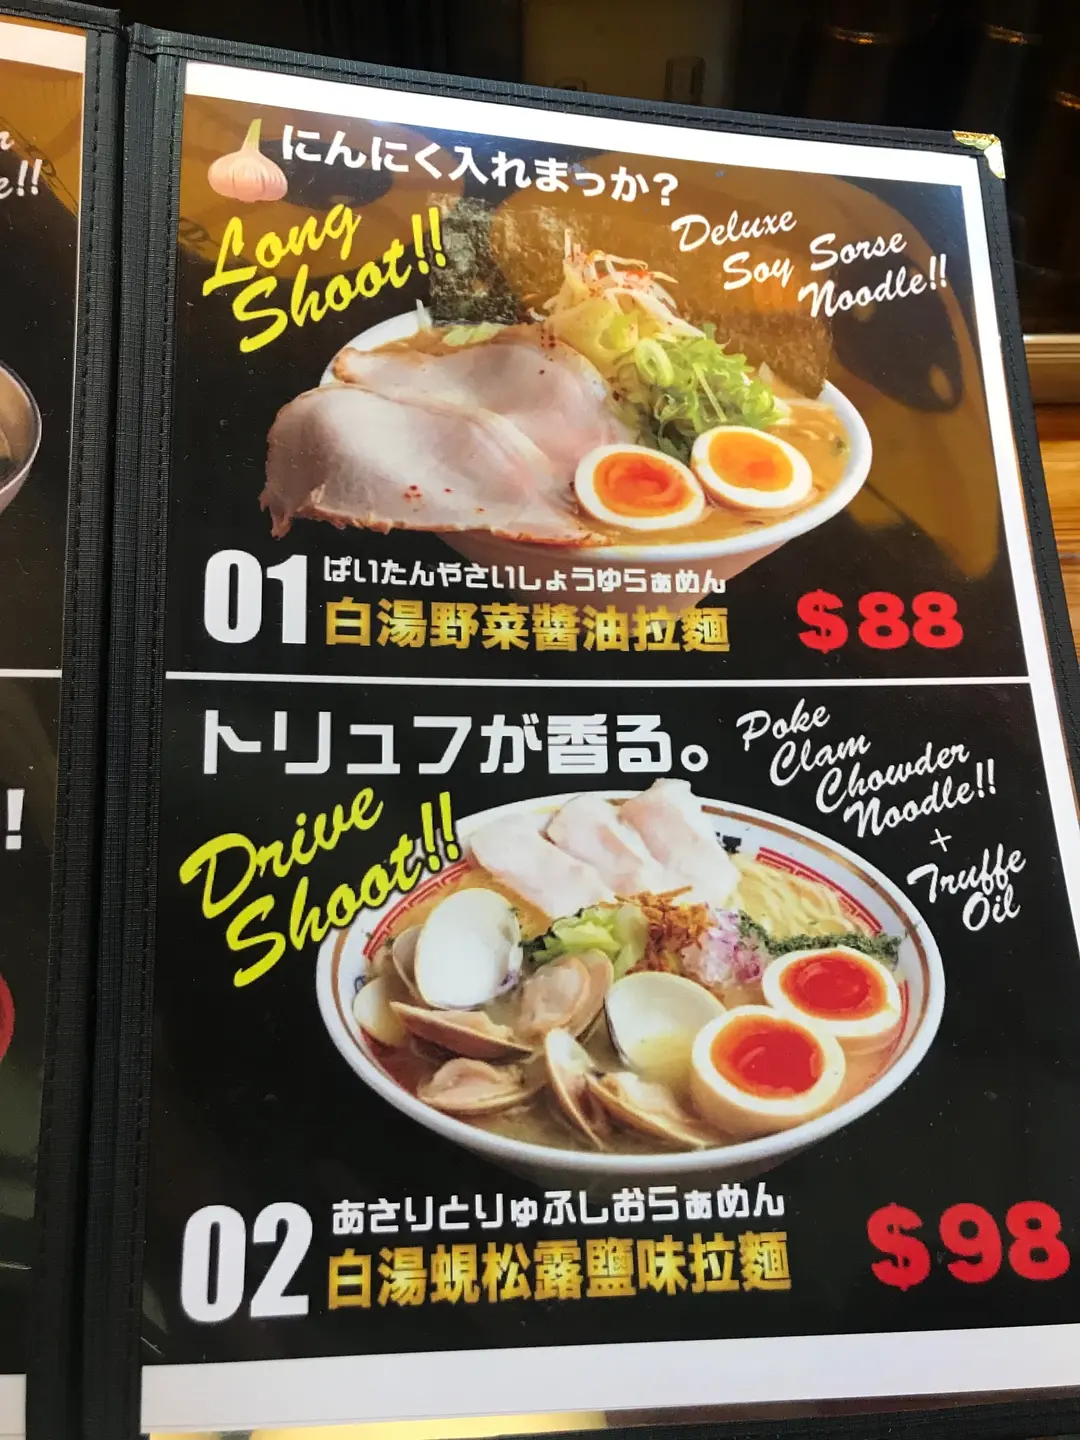 e!!
!
にんにく入れまっか?
Long
Shoot!!
Deluxe
Soy Sorse
Noodle!!
01
ぱいたんやさいしょうゆらぁめん
白湯野菜醬油拉麵
$88
トリュフが香る。
Drive
Shoot!!
Poke
Clam
Chowder
Noodle!!
+
Truffe
Oil
02
あさりとりゅふしおらぁめん
白湯蜆松露鹽味拉麵
$98